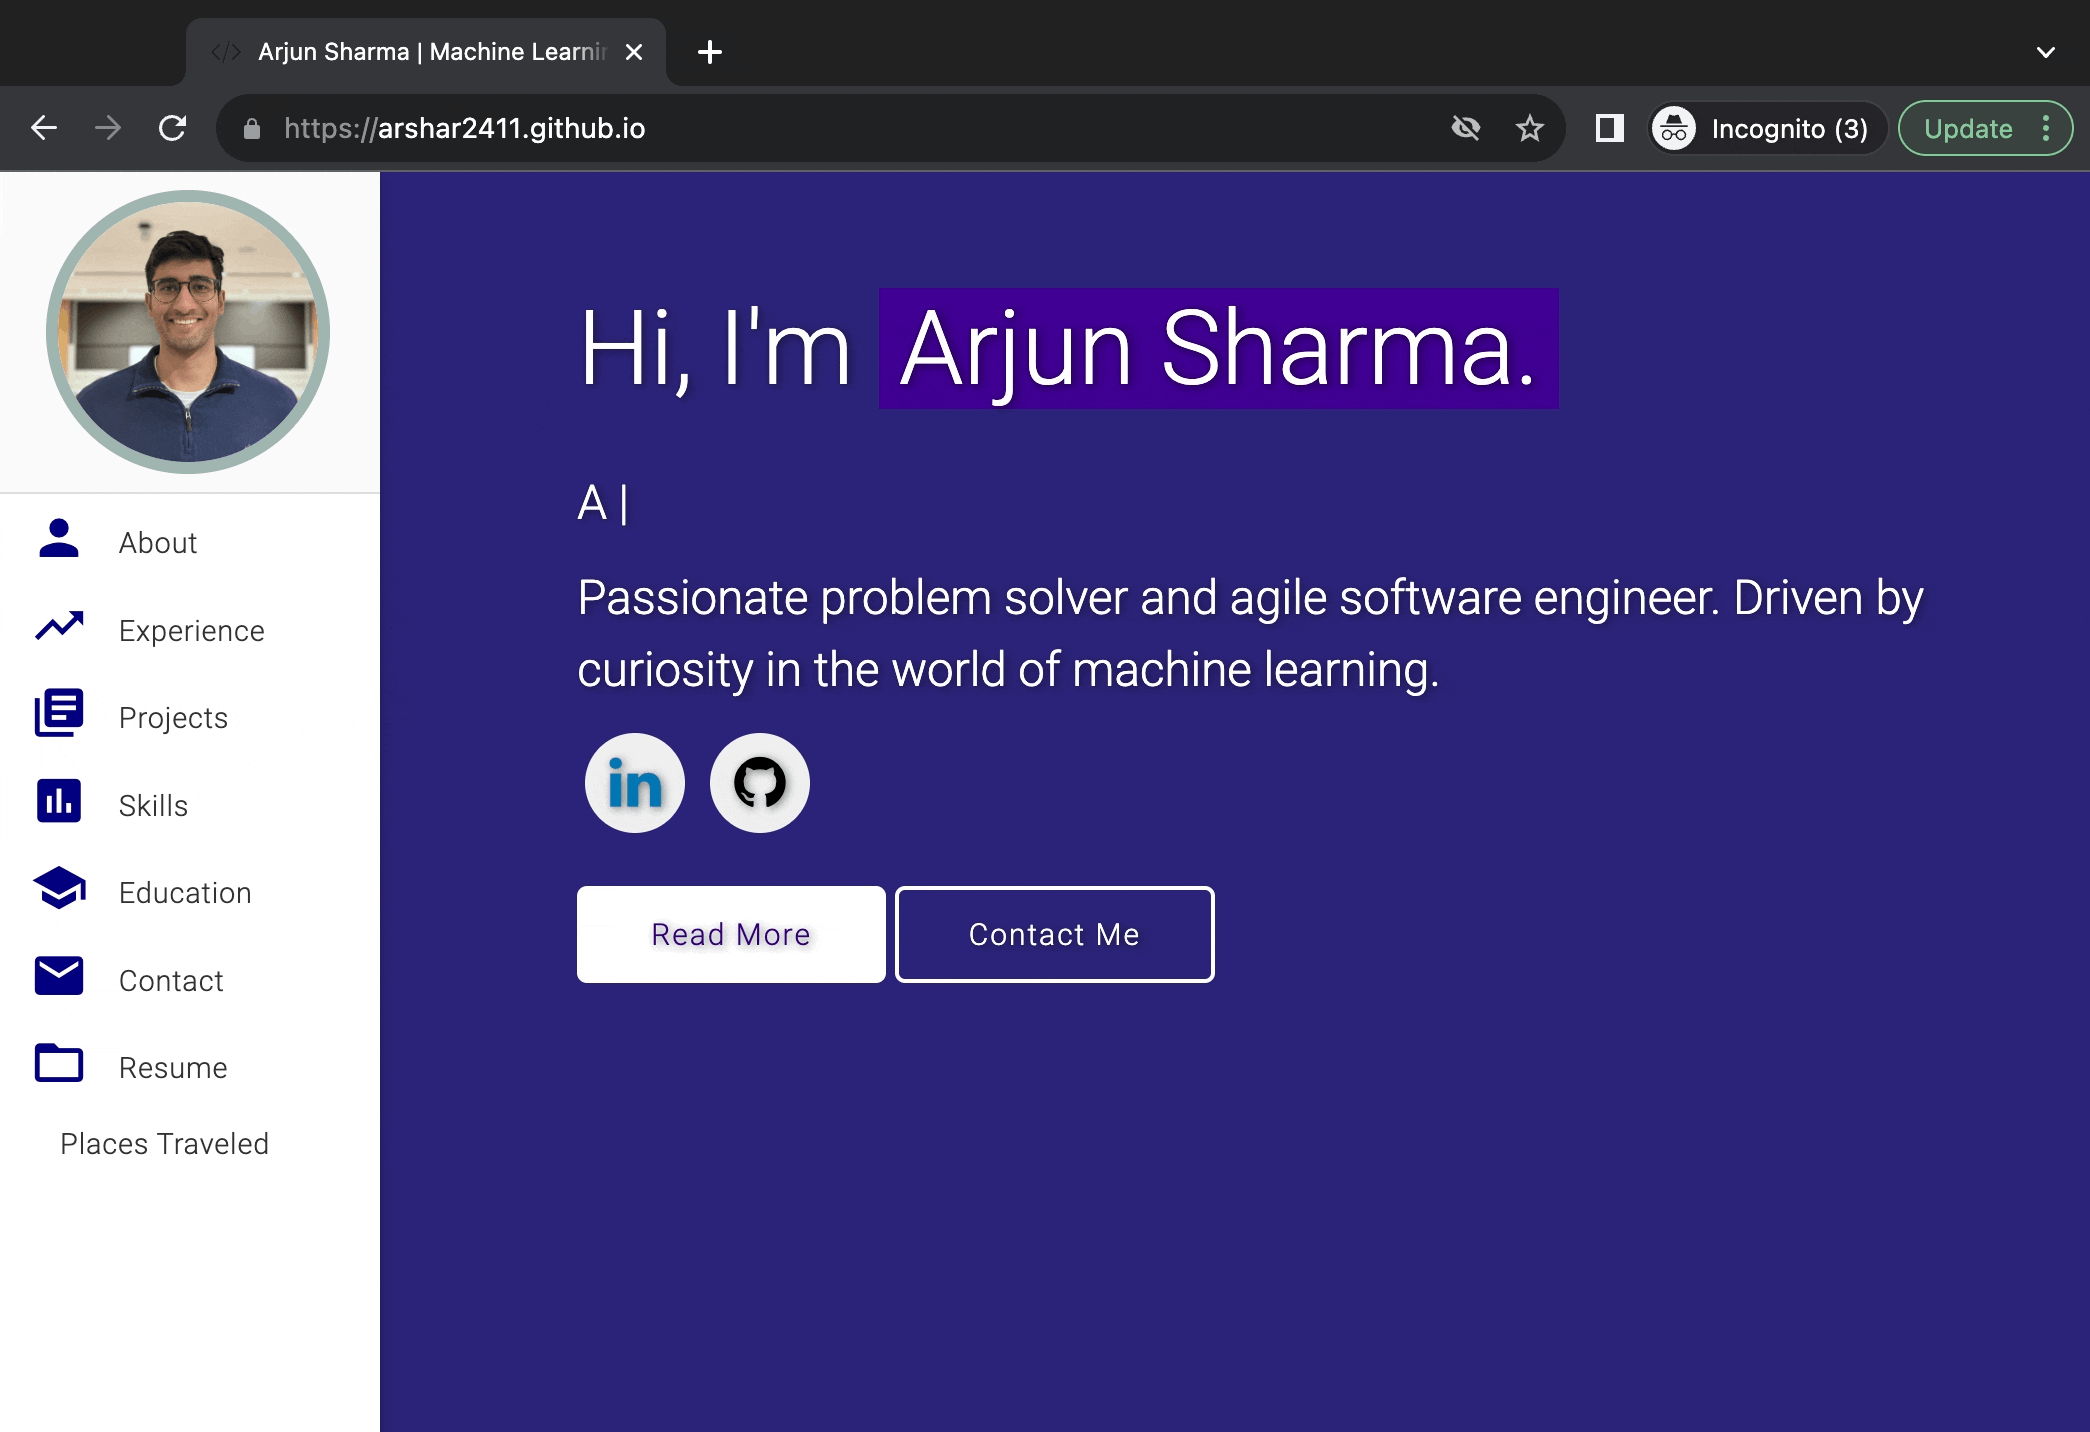 Arjun Sharma | Machine Learnin
https://arshar2411.github.io
Incognito (3)
Update
Hi, I'm Arjun Sharma.
A |
Passionate problem solver and agile software engineer. Driven by
curiosity in the world of machine learning.
in
Read More
Contact Me
About
Experience
Projects
Skills
Education
Contact
Resume
Places Traveled